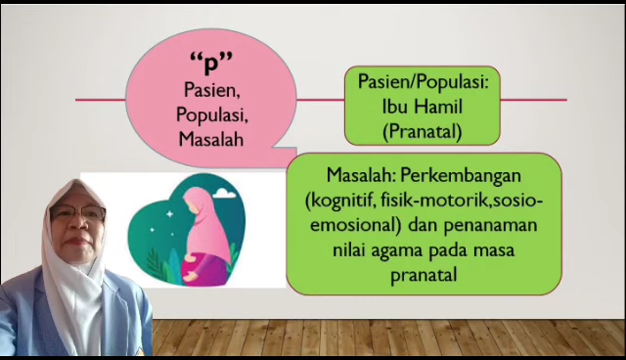 “p”
Pasien,
Populasi,
Masalah
Pasien/Populasi:
Ibu Hamil
(Pranatal)
Masalah: Perkembangan
(kognitif, fisik-motorik,sosio-
emosional) dan penanaman
nilai agama pada masa
pranatal